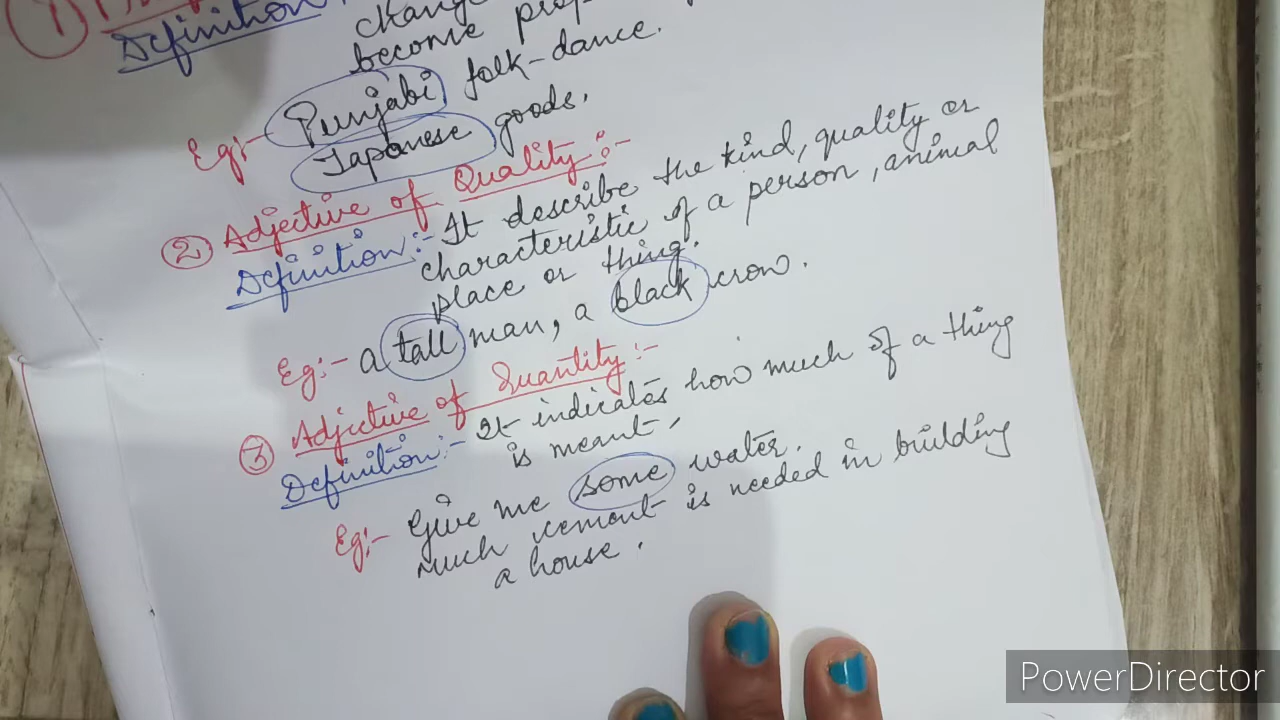 1)
Definition
change
become prop
Eg:- Punjabi folk-dance.
Japanese goods.
2 Adjective of Quality:-
Definition:- It describe the kind, quality or
characteristic of a person, animal
place or thing.
Eg:- a tall man, a black crow.
3 Adjective of Quantity:-
Definition:- It indicates how much of a thing
is meant.
Eg:- Give me some water.
Much cement is needed in building
a house.
PowerDirector